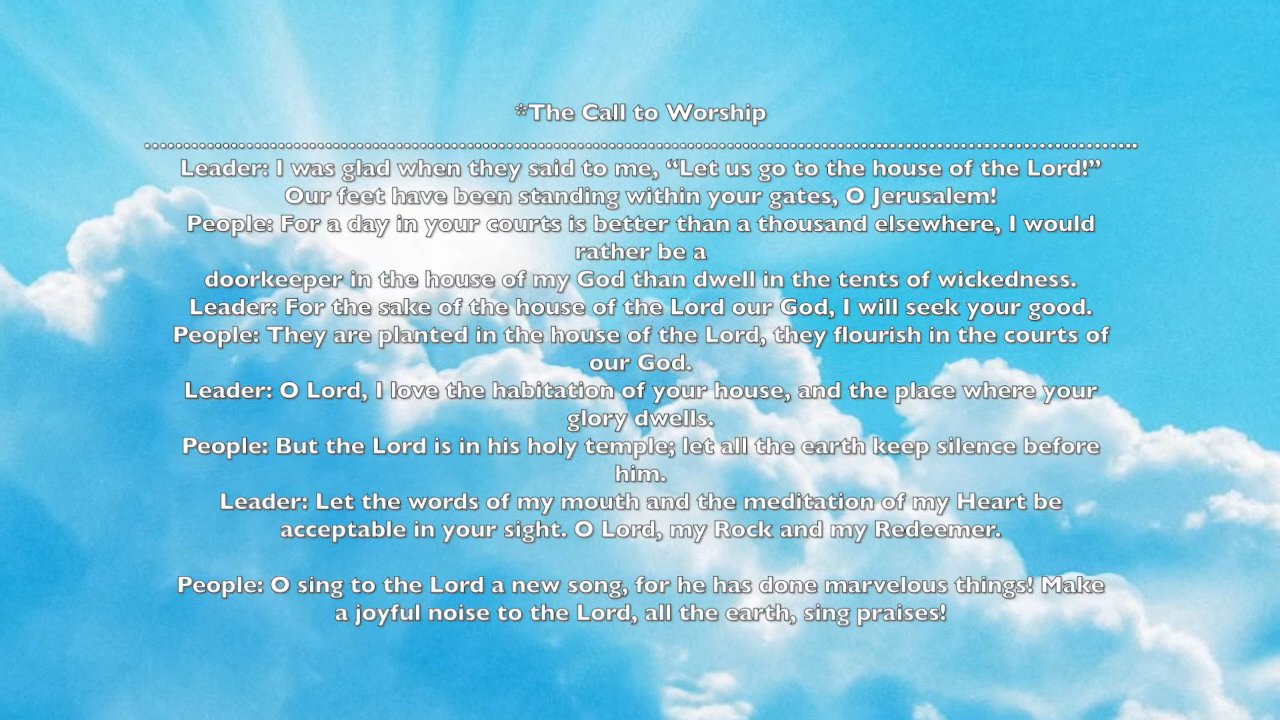 *The Call to Worship
…………………………………………………………………………………..…………………………..
Leader: I was glad when they said to me, “Let us go to the house of the Lord!”
Our feet have been standing within your gates, O Jerusalem!
People: For a day in your courts is better than a thousand elsewhere, I would
rather be a
doorkeeper in the house of my God than dwell in the tents of wickedness.
Leader: For the sake of the house of the Lord our God, I will seek your good.
People: They are planted in the house of the Lord, they flourish in the courts of
our God.
Leader: O Lord, I love the habitation of your house, and the place where your
glory dwells.
People: But the Lord is in his holy temple; let all the earth keep silence before
him.
Leader: Let the words of my mouth and the meditation of my Heart be
acceptable in your sight. O Lord, my Rock and my Redeemer.
People: O sing to the Lord a new song, for he has done marvelous things! Make
a joyful noise to the Lord, all the earth, sing praises!